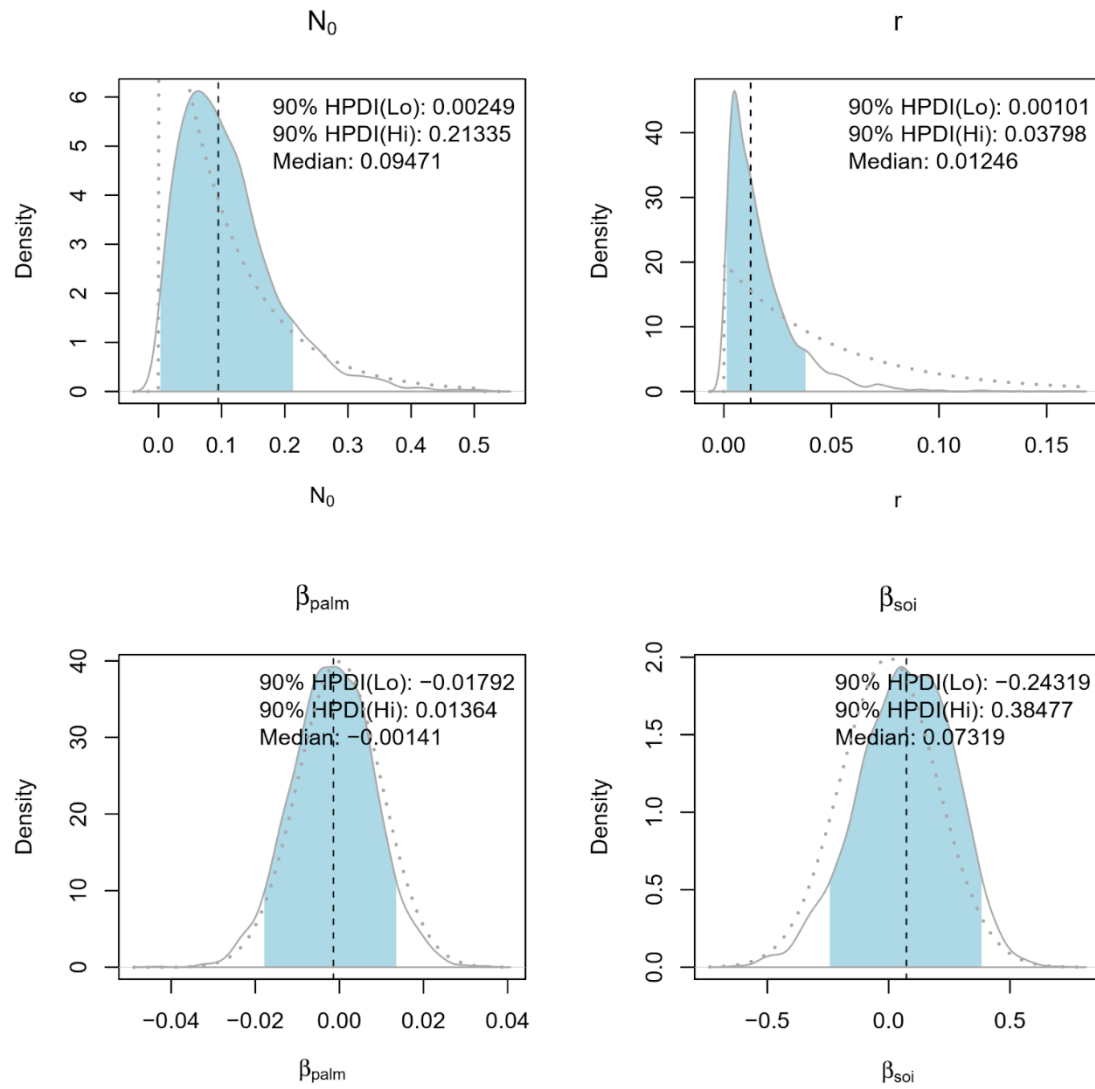 N₀
90% HPDI(Lo): 0.00249
90% HPDI(Hi): 0.21335
Median: 0.09471
Density
0 1 2 3 4 5 6
0.0 0.1 0.2 0.3 0.4 0.5
N₀
r
90% HPDI(Lo): 0.00101
90% HPDI(Hi): 0.03798
Median: 0.01246
Density
0 10 20 30 40
0.00 0.05 0.10 0.15
r
βpalm
90% HPDI(Lo): −0.01792
90% HPDI(Hi): 0.01364
Median: −0.00141
Density
0 10 20 30 40
−0.04 −0.02 0.00 0.02 0.04
βpalm
βsoi
90% HPDI(Lo): −0.24319
90% HPDI(Hi): 0.38477
Median: 0.07319
Density
0.0 0.5 1.0 1.5 2.0
−0.5 0.0 0.5
βsoi